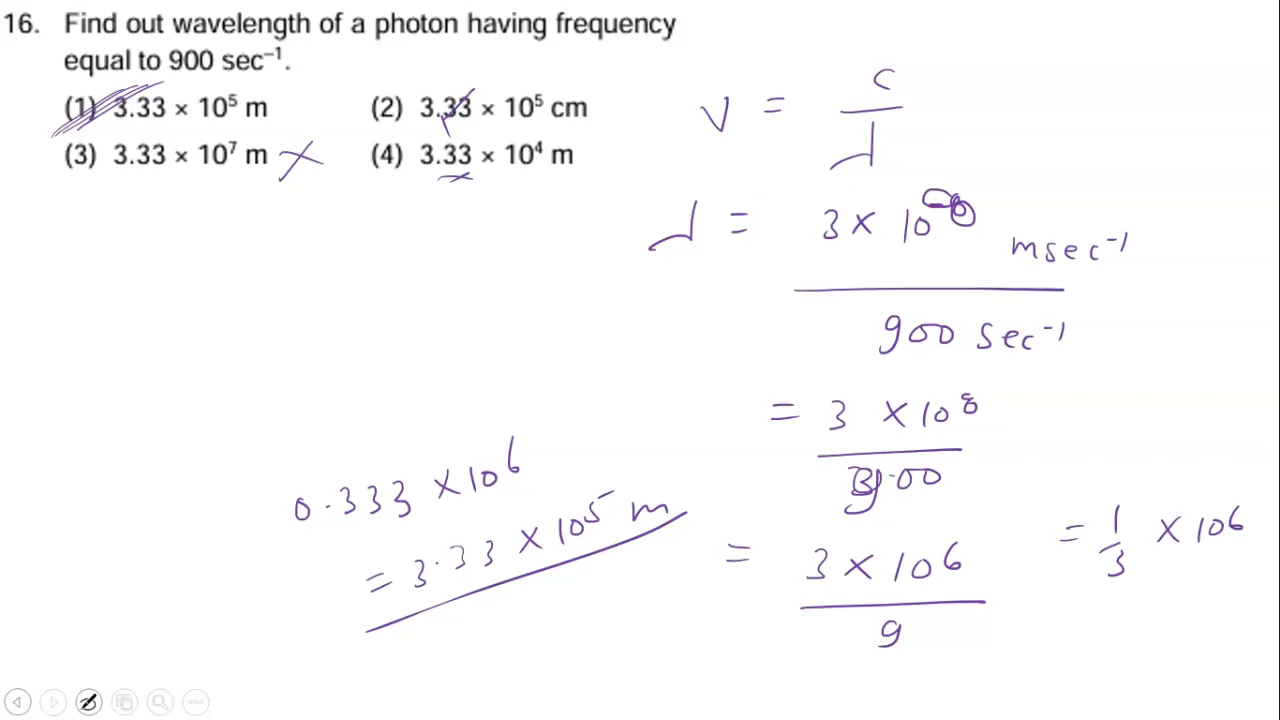 16. Find out wavelength of a photon having frequency
equal to 900 sec⁻¹.
(1) 3.33 × 10⁵ m (2) 3.33 × 10⁵ cm
(3) 3.33 × 10⁷ m (4) 3.33 × 10⁴ m
ν = c / λ
λ = 3 × 10⁸ msec⁻¹
900 sec⁻¹
= 3 × 10⁸
9.00
= 3 × 10⁶ / 9
= 1/3 × 10⁶
0.333 × 10⁶
= 3.33 × 10⁵ m